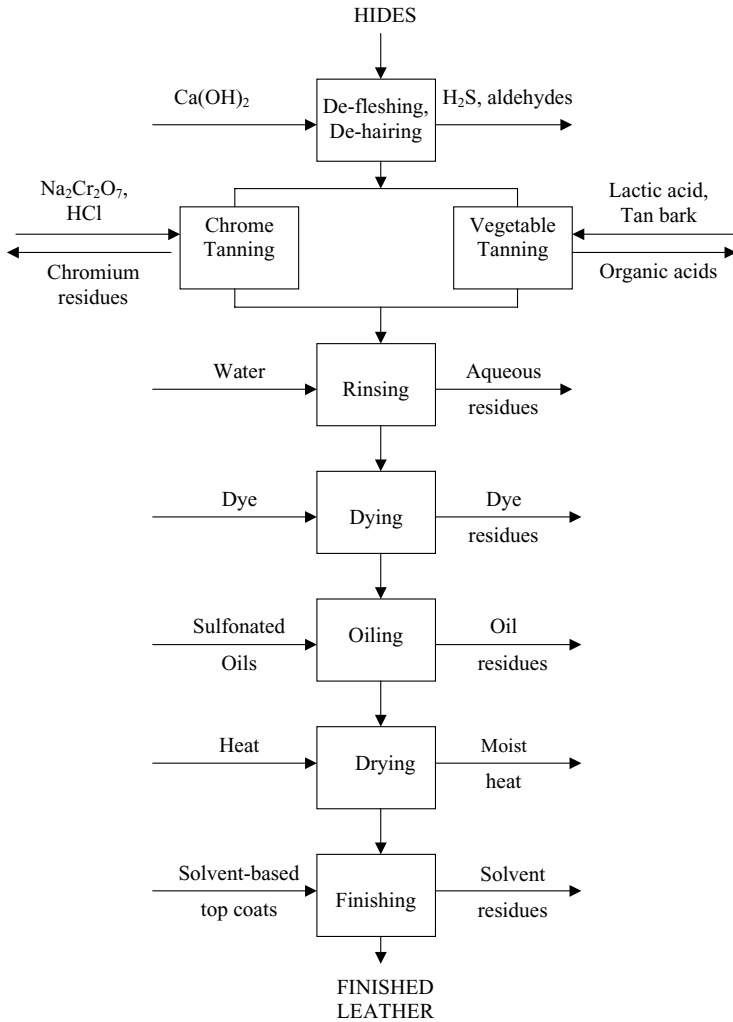 HIDES
Ca(OH)₂
De-fleshing,
De-hairing
H₂S, aldehydes
Na₂Cr₂O₇,
HCl
Chromium
residues
Chrome
Tanning
Vegetable
Tanning
Lactic acid,
Tan bark
Organic acids
Water
Rinsing
Aqueous
residues
Dye
Dying
Dye
residues
Sulfonated
Oils
Oiling
Oil
residues
Heat
Drying
Moist
heat
Solvent-based
top coats
Finishing
Solvent
residues
FINISHED
LEATHER